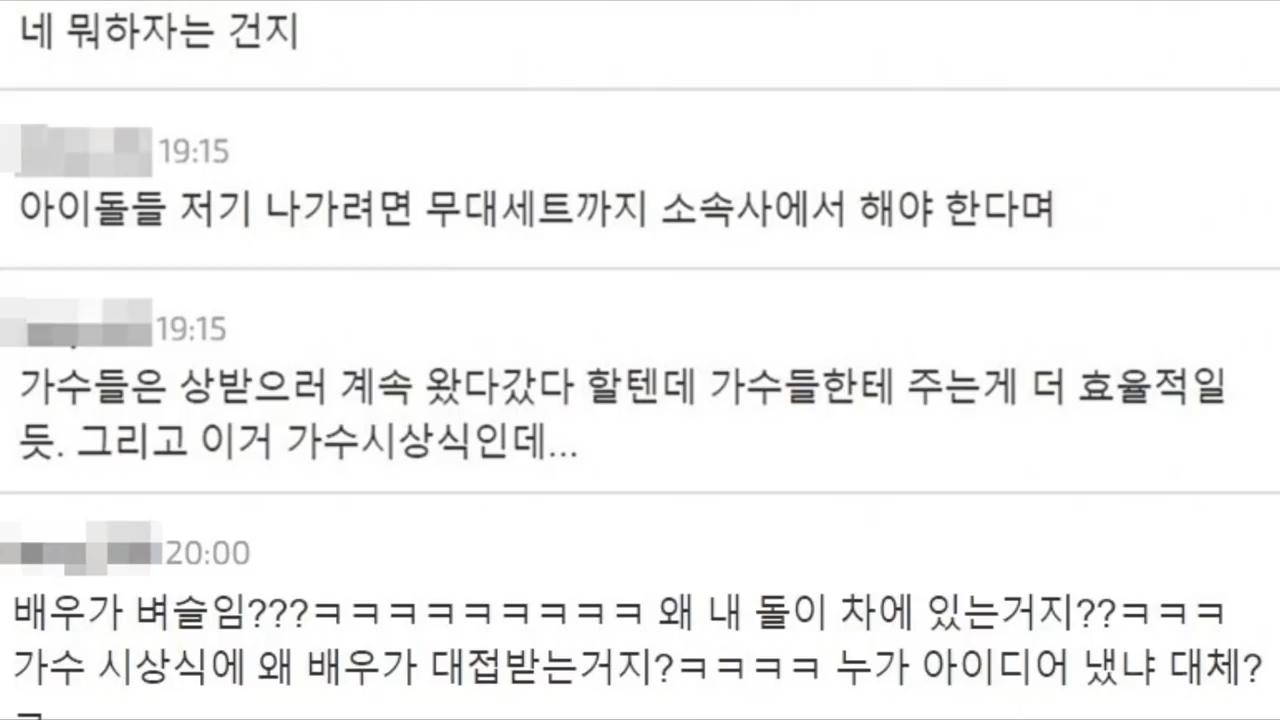 네 뭐하자는 건지
19:15
아이돌들 저기 나가려면 무대세트까지 소속사에서 해야 한다며
19:15
가수들은 상받으러 계속 왔다갔다 할텐데 가수들한테 주는게 더 효율적일
듯. 그리고 이거 가수시상식인데...
20:00
배우가 벼슬임???ㅋㅋㅋㅋㅋㅋㅋㅋㅋ 왜 내 돌이 차에 있는거지??ㅋㅋㅋ
가수 시상식에 왜 배우가 대접받는거지?ㅋㅋㅋㅋ 누가 아이디어 냈냐 대체?